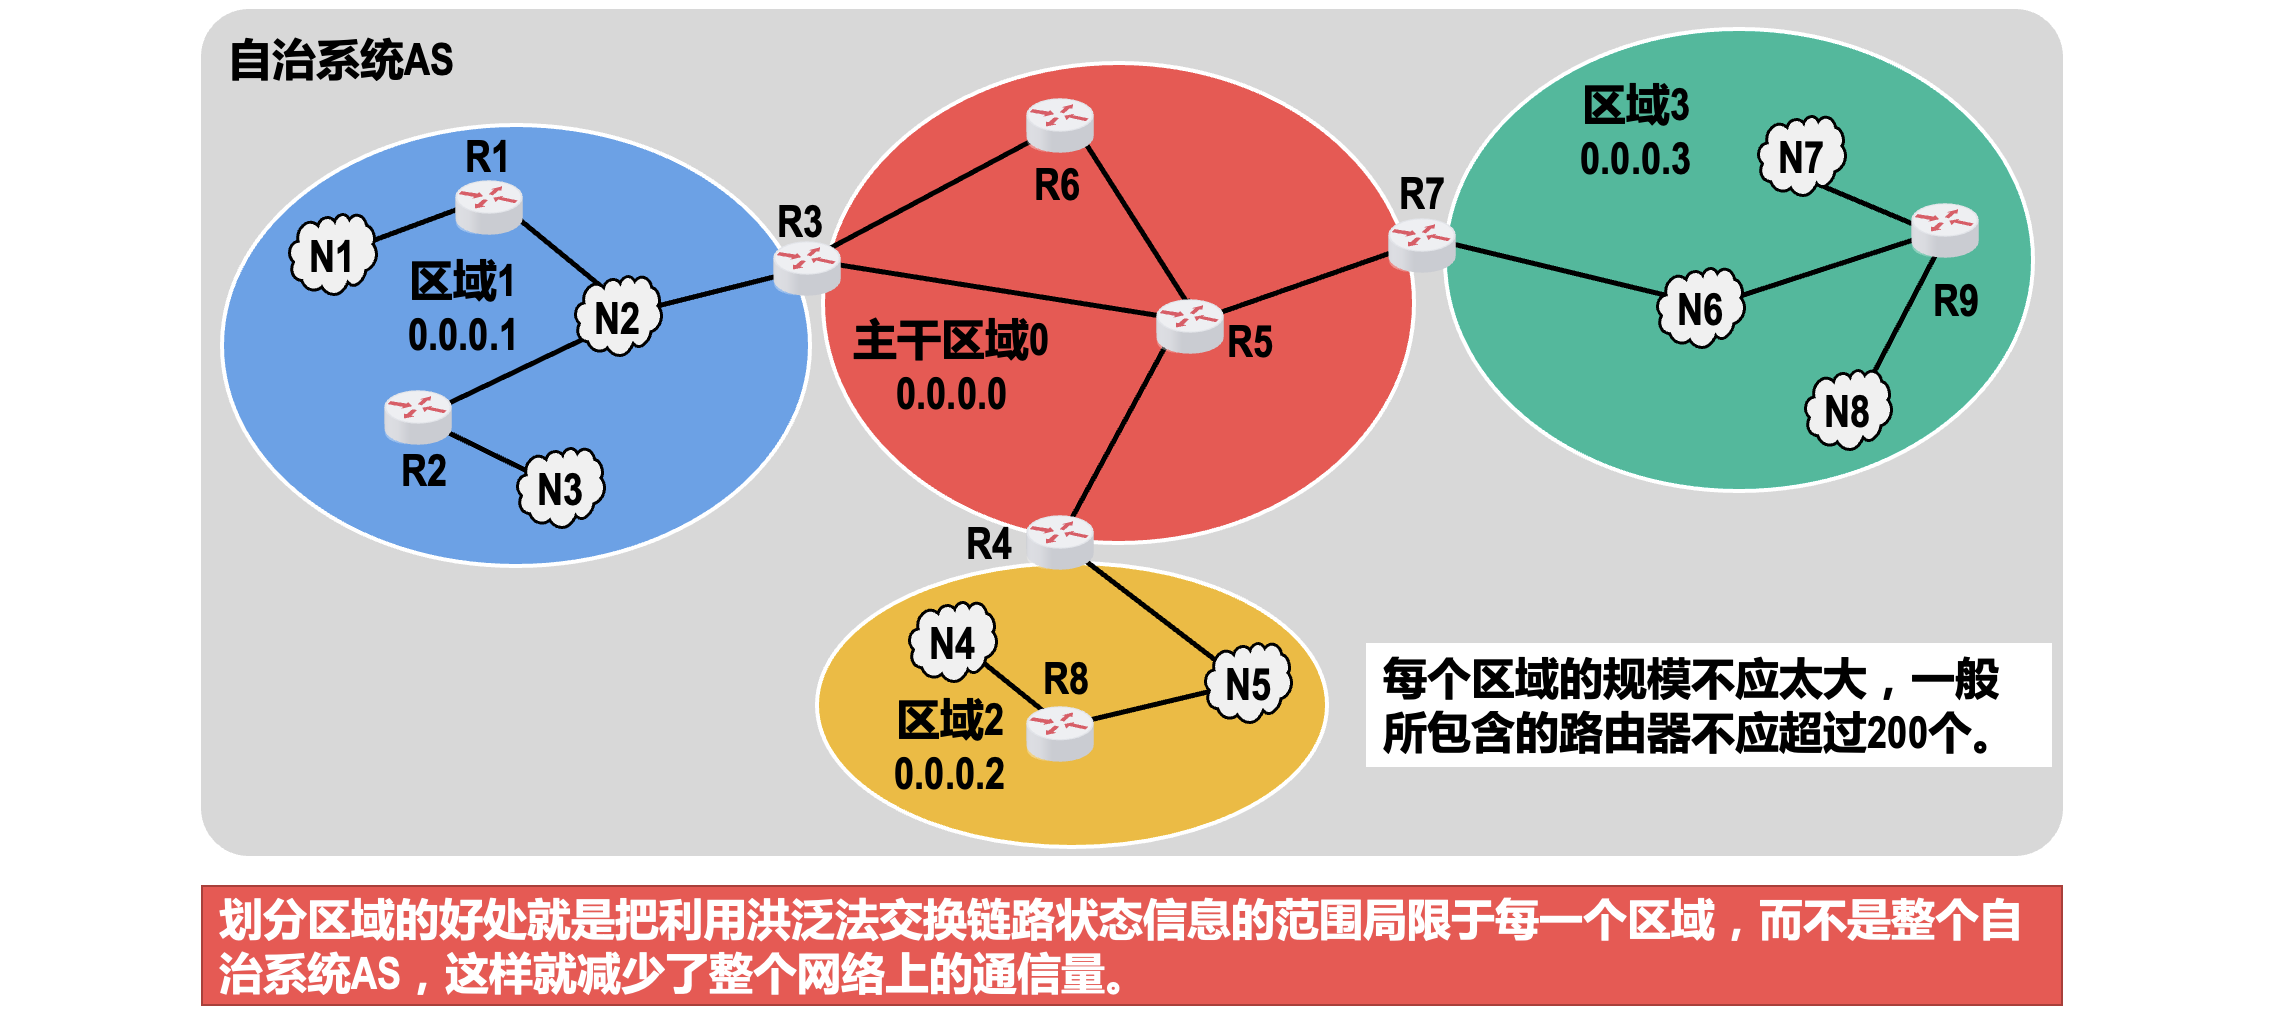 自治系统AS
R1
N1
区域1
0.0.0.1
N2
R2
N3
R3
R6
主干区域0
0.0.0.0
R5
R7
R4
区域3
0.0.0.3
N7
N6
R9
N8
N4
R8
N5
区域2
0.0.0.2
每个区域的规模不应太大，一般
所包含的路由器不应超过200个。
划分区域的好处就是把利用洪泛法交换链路状态信息的范围局限于每一个区域，而不是整个自
治系统AS，这样就减少了整个网络上的通信量。